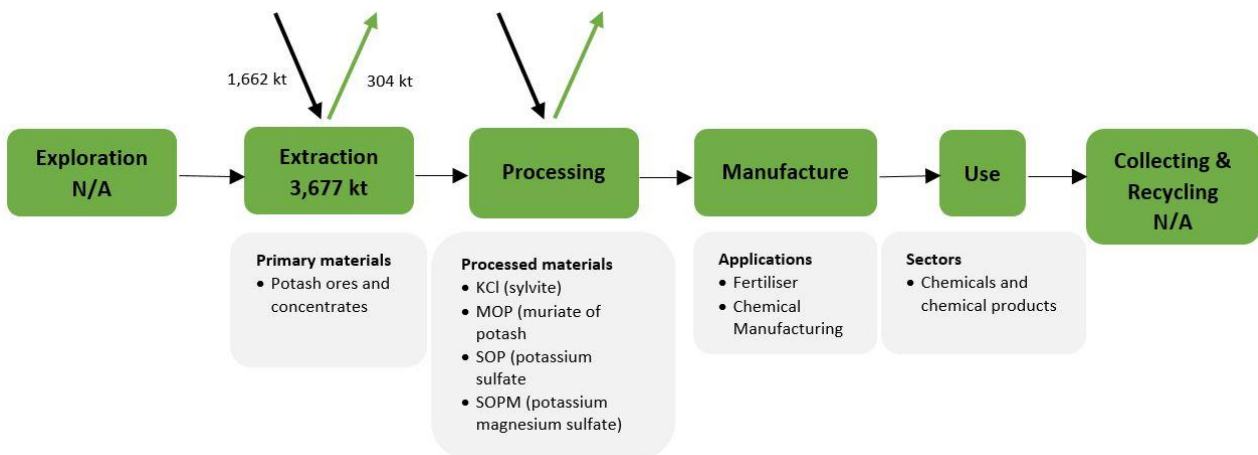 1,662 kt
304 kt
Exploration
N/A
Extraction
3,677 kt
Processing
Manufacture
Use
Collecting &
Recycling
N/A
Primary materials
• Potash ores and
concentrates
Processed materials
• KCl (sylvite)
• MOP (muriate of
potash
• SOP (potassium
sulfate
• SOPM (potassium
magnesium sulfate)
Applications
• Fertiliser
• Chemical
Manufacturing
Sectors
• Chemicals and
chemical products